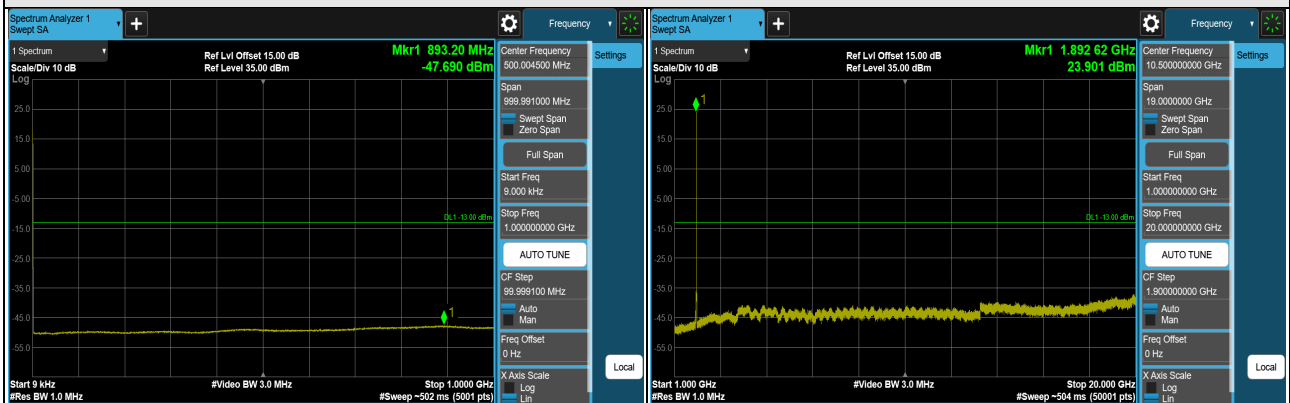 Spectrum Analyzer 1
Swept SA
+
Frequency
1 Spectrum
Scale/Div 10 dB
Log
Ref Lvl Offset 15.00 dB
Ref Level 35.00 dBm
Mkr1 893.20 MHz
-47.690 dBm
25.0
15.0
5.00
-5.00
-15.0
-25.0
-35.0
-45.0
-55.0
DL1 -13.00 dBm
1
Start 9 kHz
#Res BW 1.0 MHz
#Video BW 3.0 MHz
Stop 1.0000 GHz
#Sweep ~502 ms (5001 pts)
Center Frequency
500.004500 MHz
Settings
Span
999.991000 MHz
Swept Span
Zero Span
Full Span
Start Freq
9.000 kHz
Stop Freq
1.000000000 GHz
AUTO TUNE
CF Step
99.999100 MHz
Auto
Man
Freq Offset
0 Hz
X Axis Scale
Log
Lin
Local
Spectrum Analyzer 1
Swept SA
+
Frequency
1 Spectrum
Scale/Div 10 dB
Log
Ref Lvl Offset 15.00 dB
Ref Level 35.00 dBm
Mkr1 1.892 62 GHz
23.901 dBm
1
25.0
15.0
5.00
-5.00
-15.0
-25.0
-35.0
-45.0
-55.0
DL1 -13.00 dBm
Start 1.000 GHz
#Res BW 1.0 MHz
#Video BW 3.0 MHz
Stop 20.000 GHz
#Sweep ~504 ms (50001 pts)
Center Frequency
10.500000000 GHz
Settings
Span
19.0000000 GHz
Swept Span
Zero Span
Full Span
Start Freq
1.000000000 GHz
Stop Freq
20.000000000 GHz
AUTO TUNE
CF Step
1.900000000 GHz
Auto
Man
Freq Offset
0 Hz
X Axis Scale
Log
Lin
Local